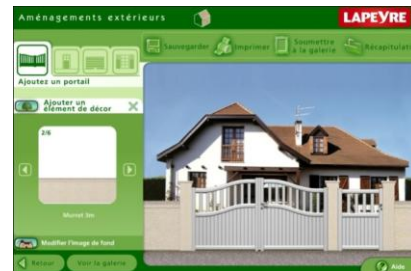 Aménagements extérieurs
LAPEYRE
Sauvegarder
Imprimer
Soumettre
à la galerie
Récapitulati
Ajoutez un portail
Ajouter un
élément de décor
2/6
Muret 3m
Modifier l'image de fond
Retour
Voir la galerie
Aide